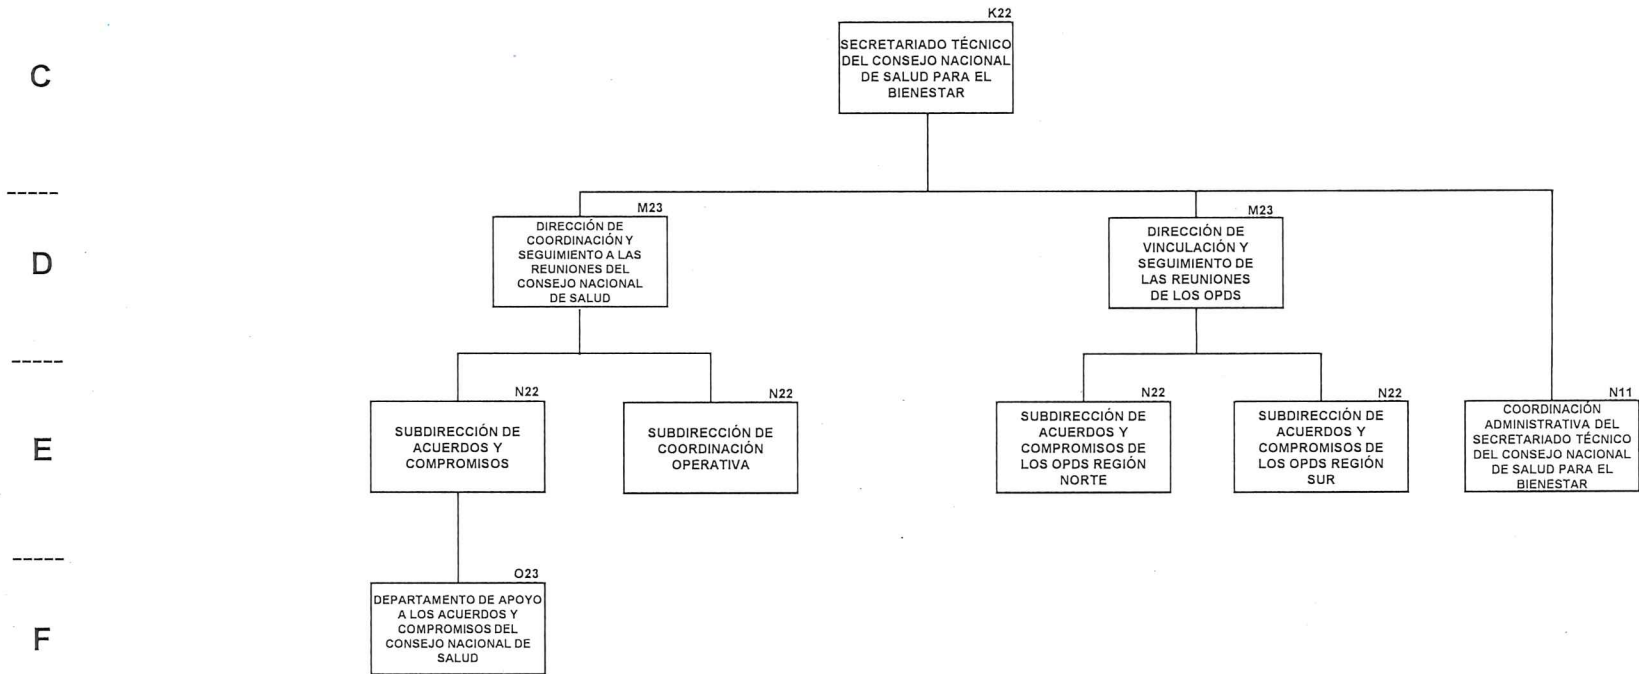 K22
SECRETARIADO TÉCNICO
DEL CONSEJO NACIONAL
DE SALUD PARA EL
BIENESTAR
C
M23
DIRECCIÓN DE
COORDINACIÓN Y
SEGUIMIENTO A LAS
REUNIONES DEL
CONSEJO NACIONAL
DE SALUD
M23
DIRECCIÓN DE
VINCULACIÓN Y
SEGUIMIENTO DE
LAS REUNIONES
DE LOS OPDS
D
N22
SUBDIRECCIÓN DE
ACUERDOS Y
COMPROMISOS
N22
SUBDIRECCIÓN DE
COORDINACIÓN
OPERATIVA
N22
SUBDIRECCIÓN DE
ACUERDOS Y
COMPROMISOS DE
LOS OPDS REGIÓN
NORTE
N22
SUBDIRECCIÓN DE
ACUERDOS Y
COMPROMISOS DE
LOS OPDS REGIÓN
SUR
N11
COORDINACIÓN
ADMINISTRATIVA DEL
SECRETARIADO TÉCNICO
DEL CONSEJO NACIONAL
DE SALUD PARA EL
BIENESTAR
E
O23
DEPARTAMENTO DE APOYO
A LOS ACUERDOS Y
COMPROMISOS DEL
CONSEJO NACIONAL DE
SALUD
F